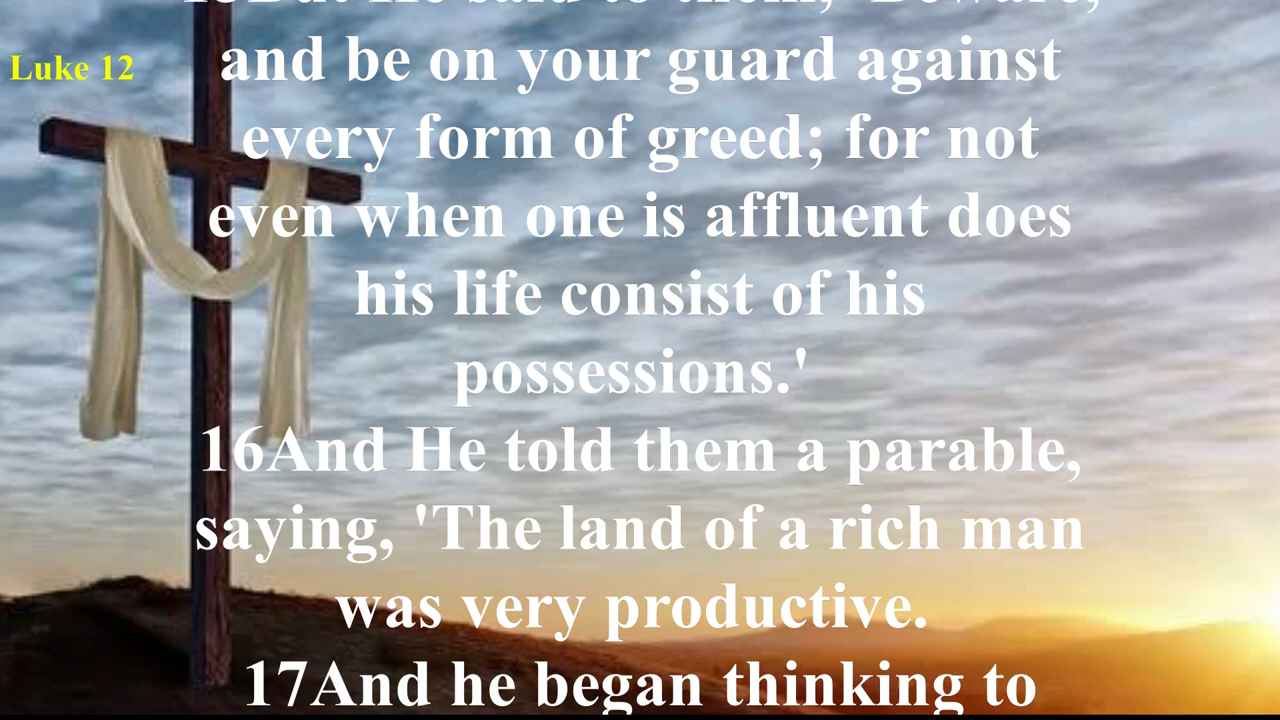 Luke 12
15But He said to them, 'Beware,
and be on your guard against
every form of greed; for not
even when one is affluent does
his life consist of his
possessions.'
16And He told them a parable,
saying, 'The land of a rich man
was very productive.
17And he began thinking to